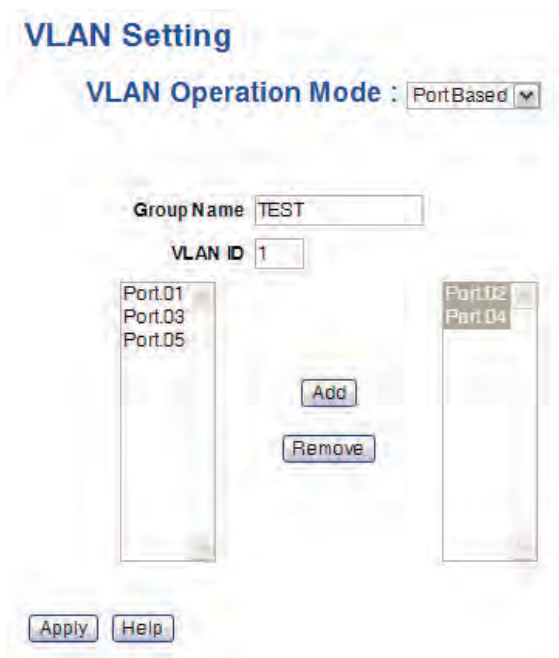 VLAN Setting
VLAN Operation Mode : PortBased
Group Name TEST
VLAN ID 1
Port.01
Port.03
Port.05
Port.02
Port.04
Add
Remove
Apply Help